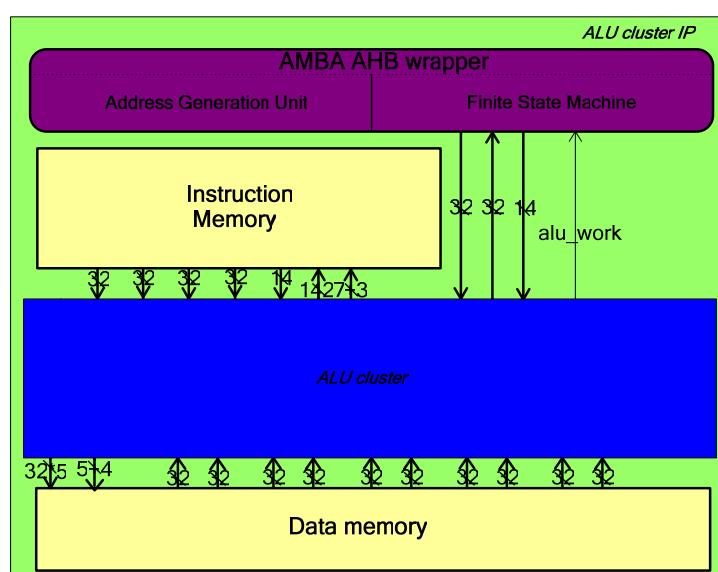 ALU cluster IP
AMBA AHB wrapper
Address Generation Unit
Finite State Machine
Instruction
Memory
32 32 14
alu_work
32 32 32 32 14 14 27+3
ALU cluster
32*5 5+4 32 32 32 32 32 32 32 32 32 32
Data memory